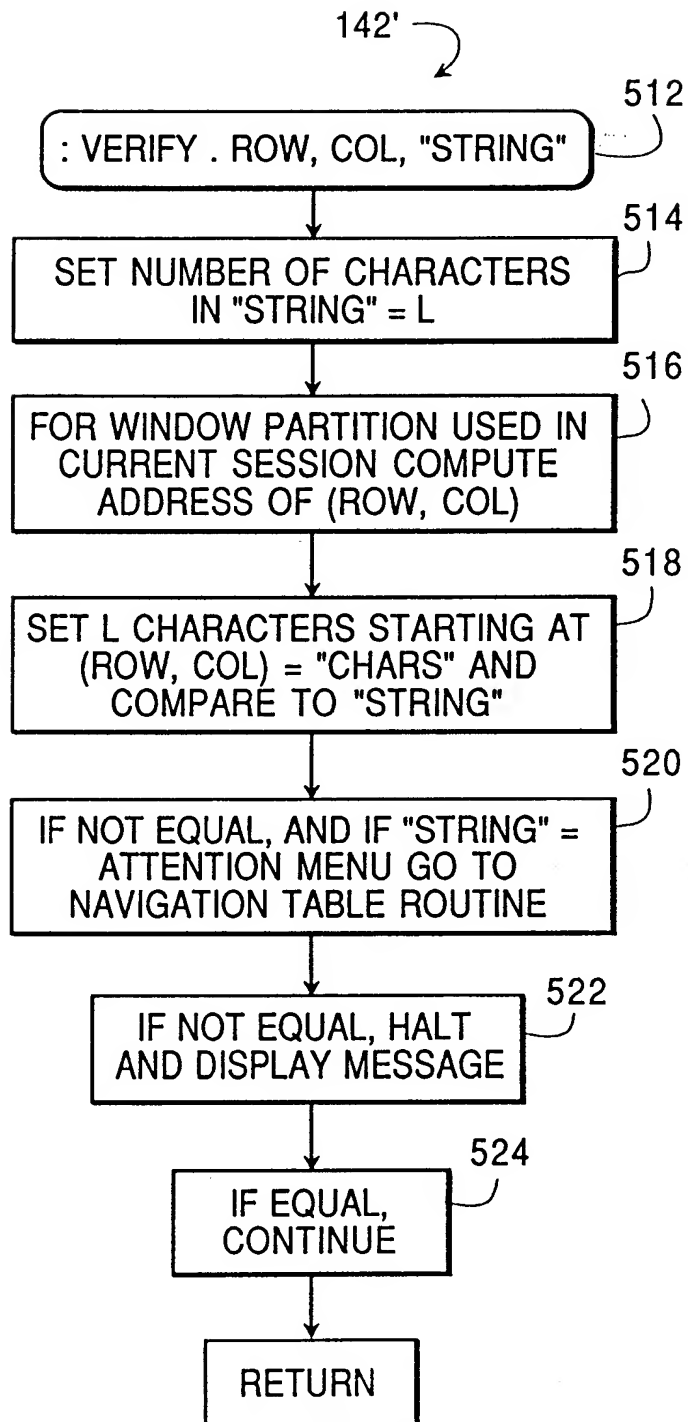 142'
512
: VERIFY . ROW, COL, "STRING"
514
SET NUMBER OF CHARACTERS
IN "STRING" = L
516
FOR WINDOW PARTITION USED IN
CURRENT SESSION COMPUTE
ADDRESS OF (ROW, COL)
518
SET L CHARACTERS STARTING AT
(ROW, COL) = "CHARS" AND
COMPARE TO "STRING"
520
IF NOT EQUAL, AND IF "STRING" =
ATTENTION MENU GO TO
NAVIGATION TABLE ROUTINE
522
IF NOT EQUAL, HALT
AND DISPLAY MESSAGE
524
IF EQUAL,
CONTINUE
RETURN